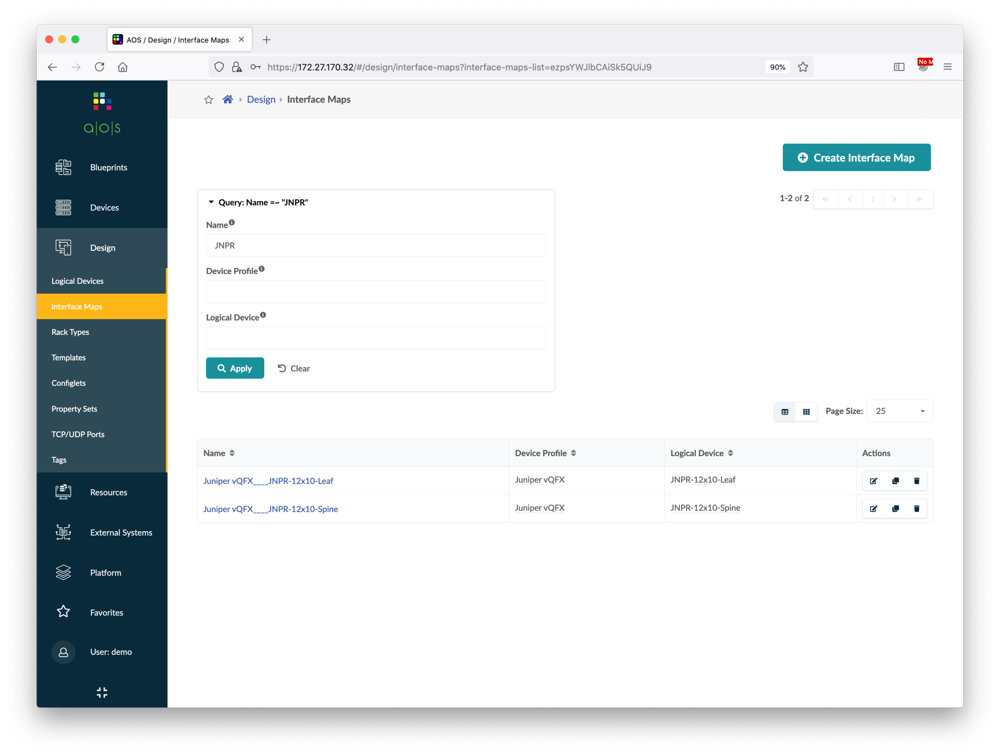 AOS / Design / Interface Maps
https://172.27.170.32/#/design/interface-maps?interface-maps-list=ezpsYWJlbCAiSk5QUiJ9
90%
No M
a|o|s
Blueprints
Devices
Design
Logical Devices
Interface Maps
Rack Types
Templates
Configlets
Property Sets
TCP/UDP Ports
Tags
Resources
External Systems
Platform
Favorites
User: demo
Design
Interface Maps
Create Interface Map
1-2 of 2
«
‹
1
›
»
Query: Name =~ "JNPR"
Name
JNPR
Device Profile
Logical Device
Apply
Clear
Page Size:
25
Name
Device Profile
Logical Device
Actions
Juniper vQFX____JNPR-12x10-Leaf
Juniper vQFX
JNPR-12x10-Leaf
Juniper vQFX____JNPR-12x10-Spine
Juniper vQFX
JNPR-12x10-Spine